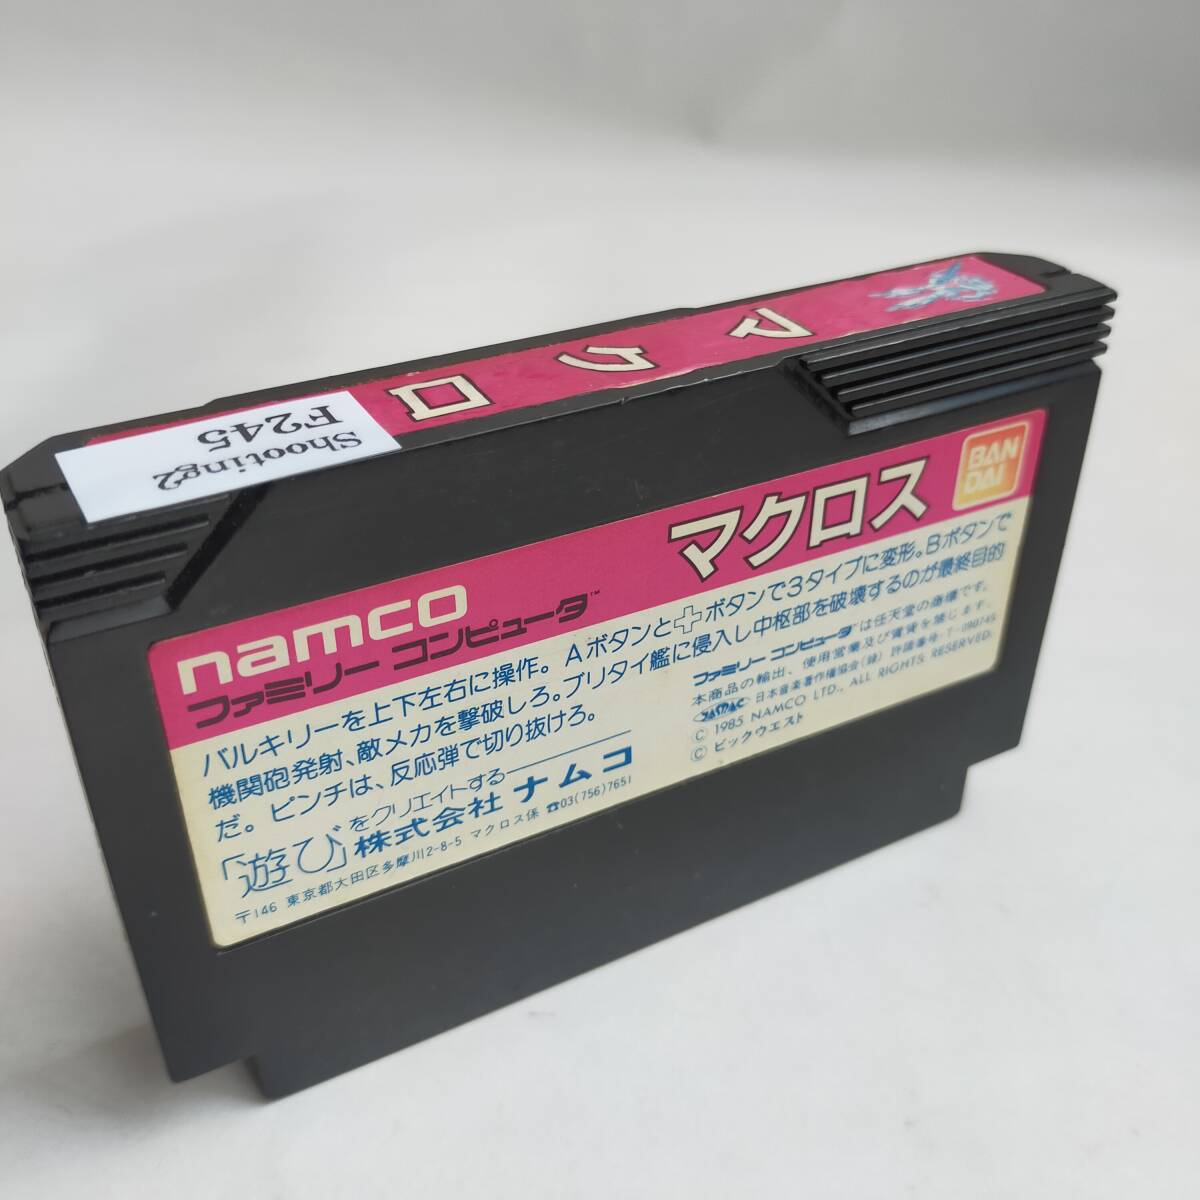 マクロ
Shooting2
F245
namco
ファミリー コンピュータ™
マクロス
BAN
DAI
バルキリーを上下左右に操作。Aボタンと✚ボタンで3タイプに変形。Bボタンで
機関砲発射、敵メカを撃破しろ。ブリタイ艦に侵入し中枢部を破壊するのが最終目的
だ。ピンチは、反応弾で切り抜けろ。
「遊び」をクリエイトする
株式会社 ナムコ
〒146 東京都大田区多摩川2-8-5 マクロス係 ☎03(756)7651
ファミリー コンピュータ™は任天堂の商標です。
本商品の輸出、使用営業及び賃貸を禁じます。
JASRAC 日本音楽著作権協会(録) 許諾番号・T-090745
© 1985 NAMCO LTD., ALL RIGHTS RESERVED.
© ビックウエスト